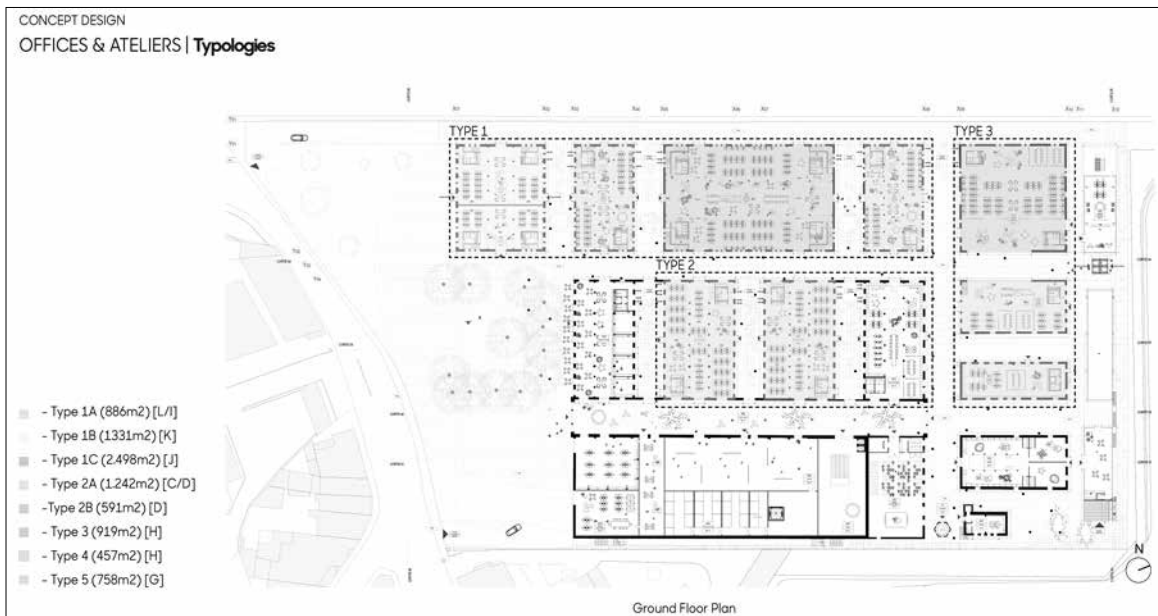 CONCEPT DESIGN
OFFICES & ATELIERS | Typologies
TYPE 1
TYPE 3
TYPE 2
- Type 1A (886m2) [L/I]
- Type 1B (1331m2) [K]
- Type 1C (2.498m2) [J]
- Type 2A (1.242m2) [C/D]
-Type 2B (591m2) [D]
- Type 3 (919m2) [H]
- Type 4 (457m2) [H]
- Type 5 (758m2) [G]
N
Ground Floor Plan